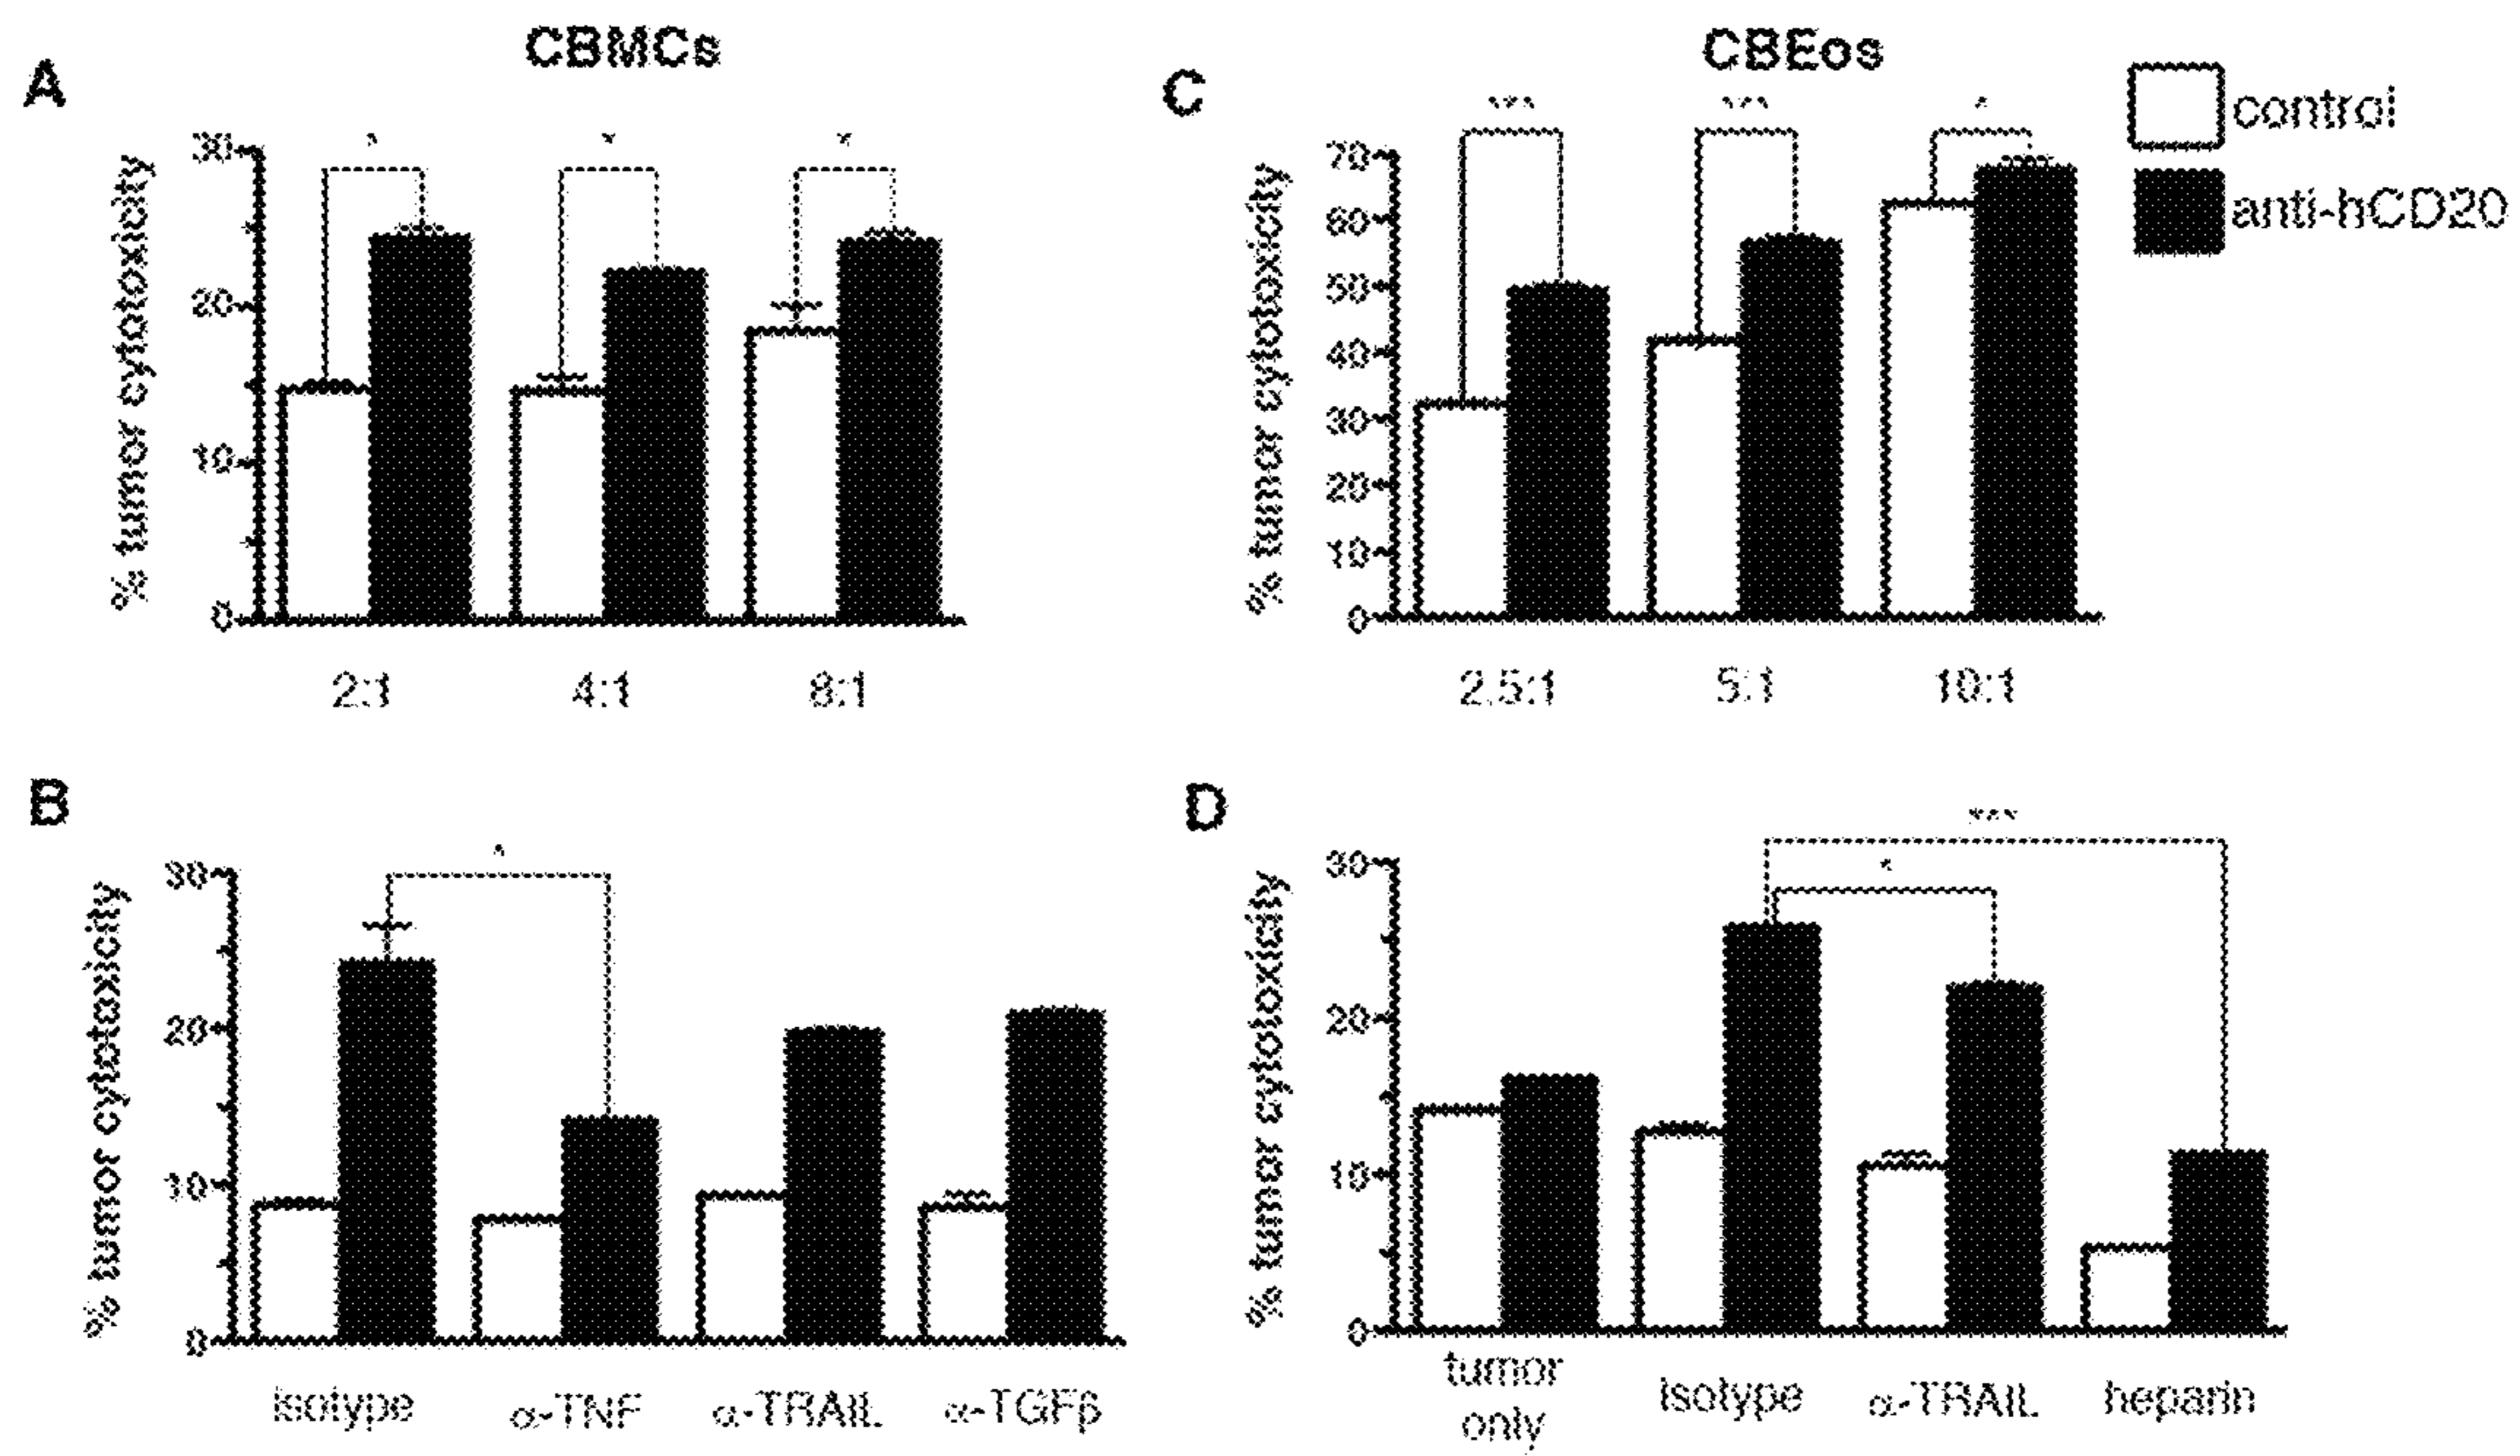 CBMCs
CBEos
A
C
control
anti-hCD20
% tumor cytotoxicity
30
20
10
0
2:1
4:1
8:1
*
*
% tumor cytotoxicity
70
60
50
40
30
20
10
0
2.5:1
5:1
10:1
B
D
% tumor cytotoxicity
30
20
10
0
isotype
α-TNF
α-TRAIL
α-TGFβ
% tumor cytotoxicity
30
20
10
0
***
*
tumor
only
isotype
α-TRAIL
heparin